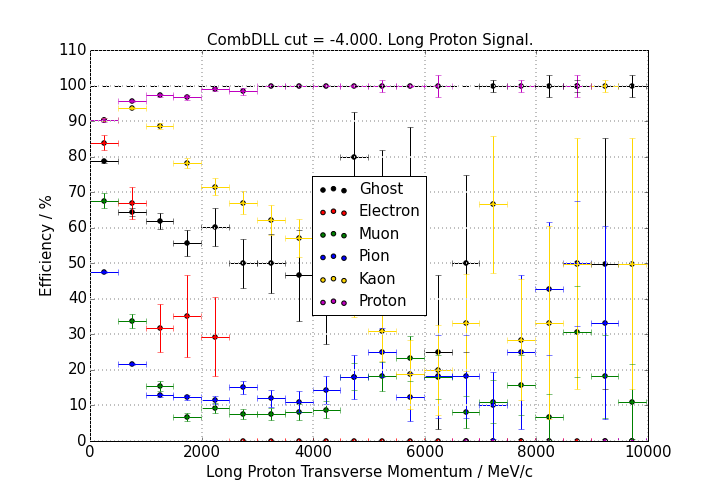 CombDLL cut = -4.000. Long Proton Signal.
110
100
90
80
70
60
50
40
30
20
10
0
Efficiency / %
Ghost
Electron
Muon
Pion
Kaon
Proton
0 2000 4000 6000 8000 10000
Long Proton Transverse Momentum / MeV/c